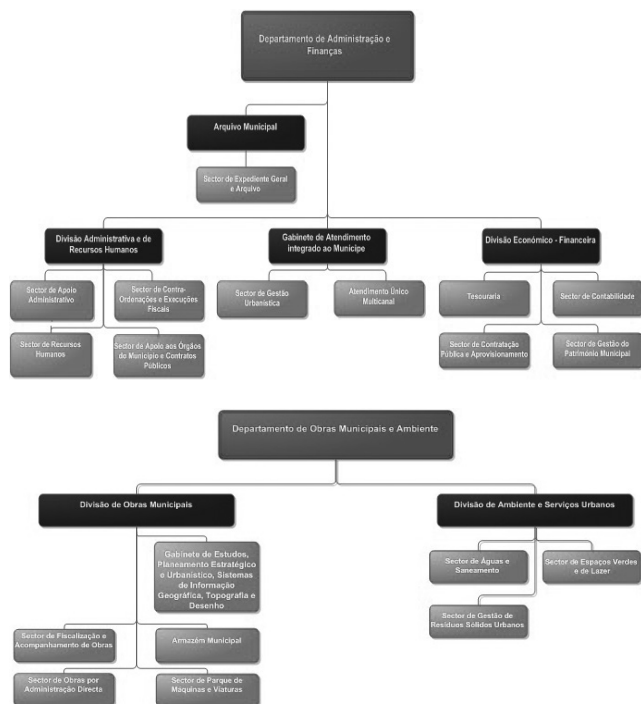 Departamento de Administração e
Finanças
Arquivo Municipal
Sector de Expediente Geral
e Arquivo
Divisão Administrativa e de
Recursos Humanos
Gabinete de Atendimento
integrado ao Munícipe
Divisão Económico - Financeira
Sector de Apoio
Administrativo
Sector de Contra-
Ordenações e Execuções
Fiscais
Sector de Gestão
Urbanística
Atendimento Único
Multicanal
Tesouraria
Sector de Contabilidade
Sector de Recursos
Humanos
Sector de Apoio aos Órgãos
do Município e Contratos
Públicos
Sector de Contratação
Pública e Aprovisionamento
Sector de Gestão do
Património Municipal
Departamento de Obras Municipais e Ambiente
Divisão de Obras Municipais
Divisão de Ambiente e Serviços Urbanos
Gabinete de Estudos,
Planeamento Estratégico
e Urbanístico, Sistemas
de Informação
Geográfica, Topografia e
Desenho
Sector de Águas e
Saneamento
Sector de Espaços Verdes
e de Lazer
Sector de Gestão de
Resíduos Sólidos Urbanos
Sector de Fiscalização e
Acompanhamento de Obras
Armazém Municipal
Sector de Obras por
Administração Directa
Sector de Parque de
Máquinas e Viaturas